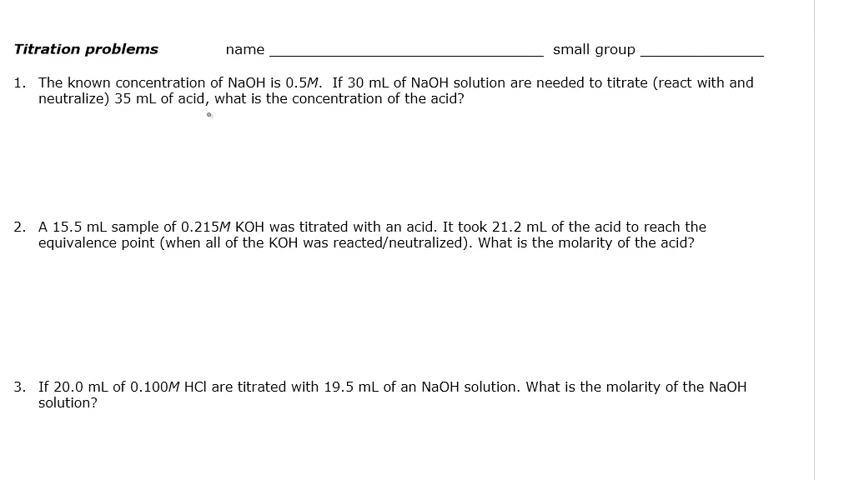 Titration problems name ______________________________ small group ______________
1. The known concentration of NaOH is 0.5M. If 30 mL of NaOH solution are needed to titrate (react with and
neutralize) 35 mL of acid, what is the concentration of the acid?
2. A 15.5 mL sample of 0.215M KOH was titrated with an acid. It took 21.2 mL of the acid to reach the
equivalence point (when all of the KOH was reacted/neutralized). What is the molarity of the acid?
3. If 20.0 mL of 0.100M HCl are titrated with 19.5 mL of an NaOH solution. What is the molarity of the NaOH
solution?